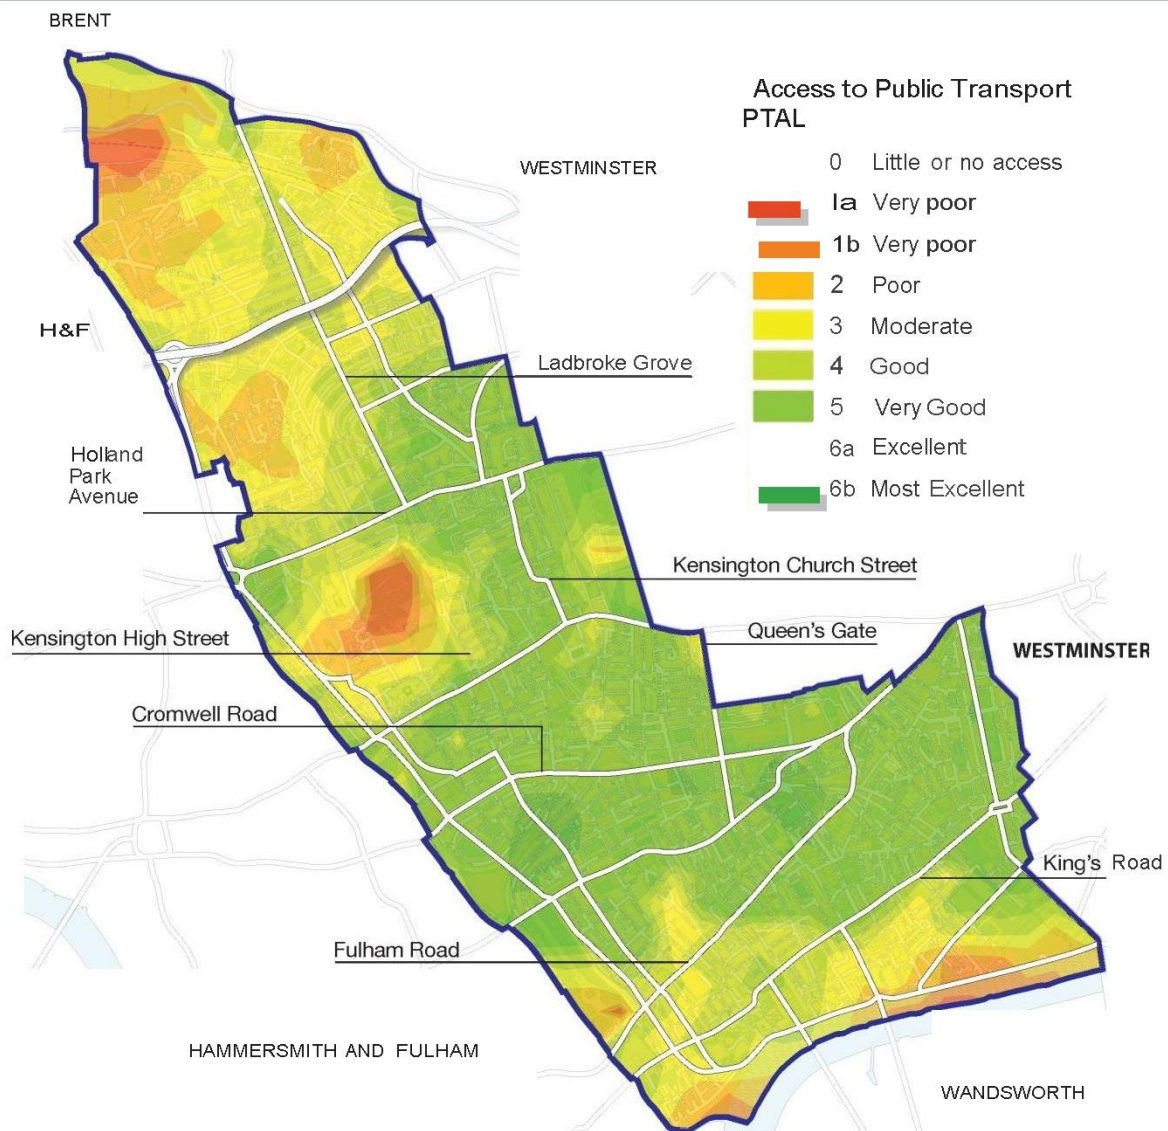 BRENT
Access to Public Transport
PTAL
0 Little or no access
WESTMINSTER
Ia Very poor
1b Very poor
2 Poor
H&F
3 Moderate
Ladbroke Grove
4 Good
5 Very Good
6a Excellent
6b Most Excellent
Holland
Park
Avenue
Kensington Church Street
Kensington High Street
Queen's Gate
WESTMINSTER
Cromwell Road
King's Road
Fulham Road
HAMMERSMITH AND FULHAM
WANDSWORTH